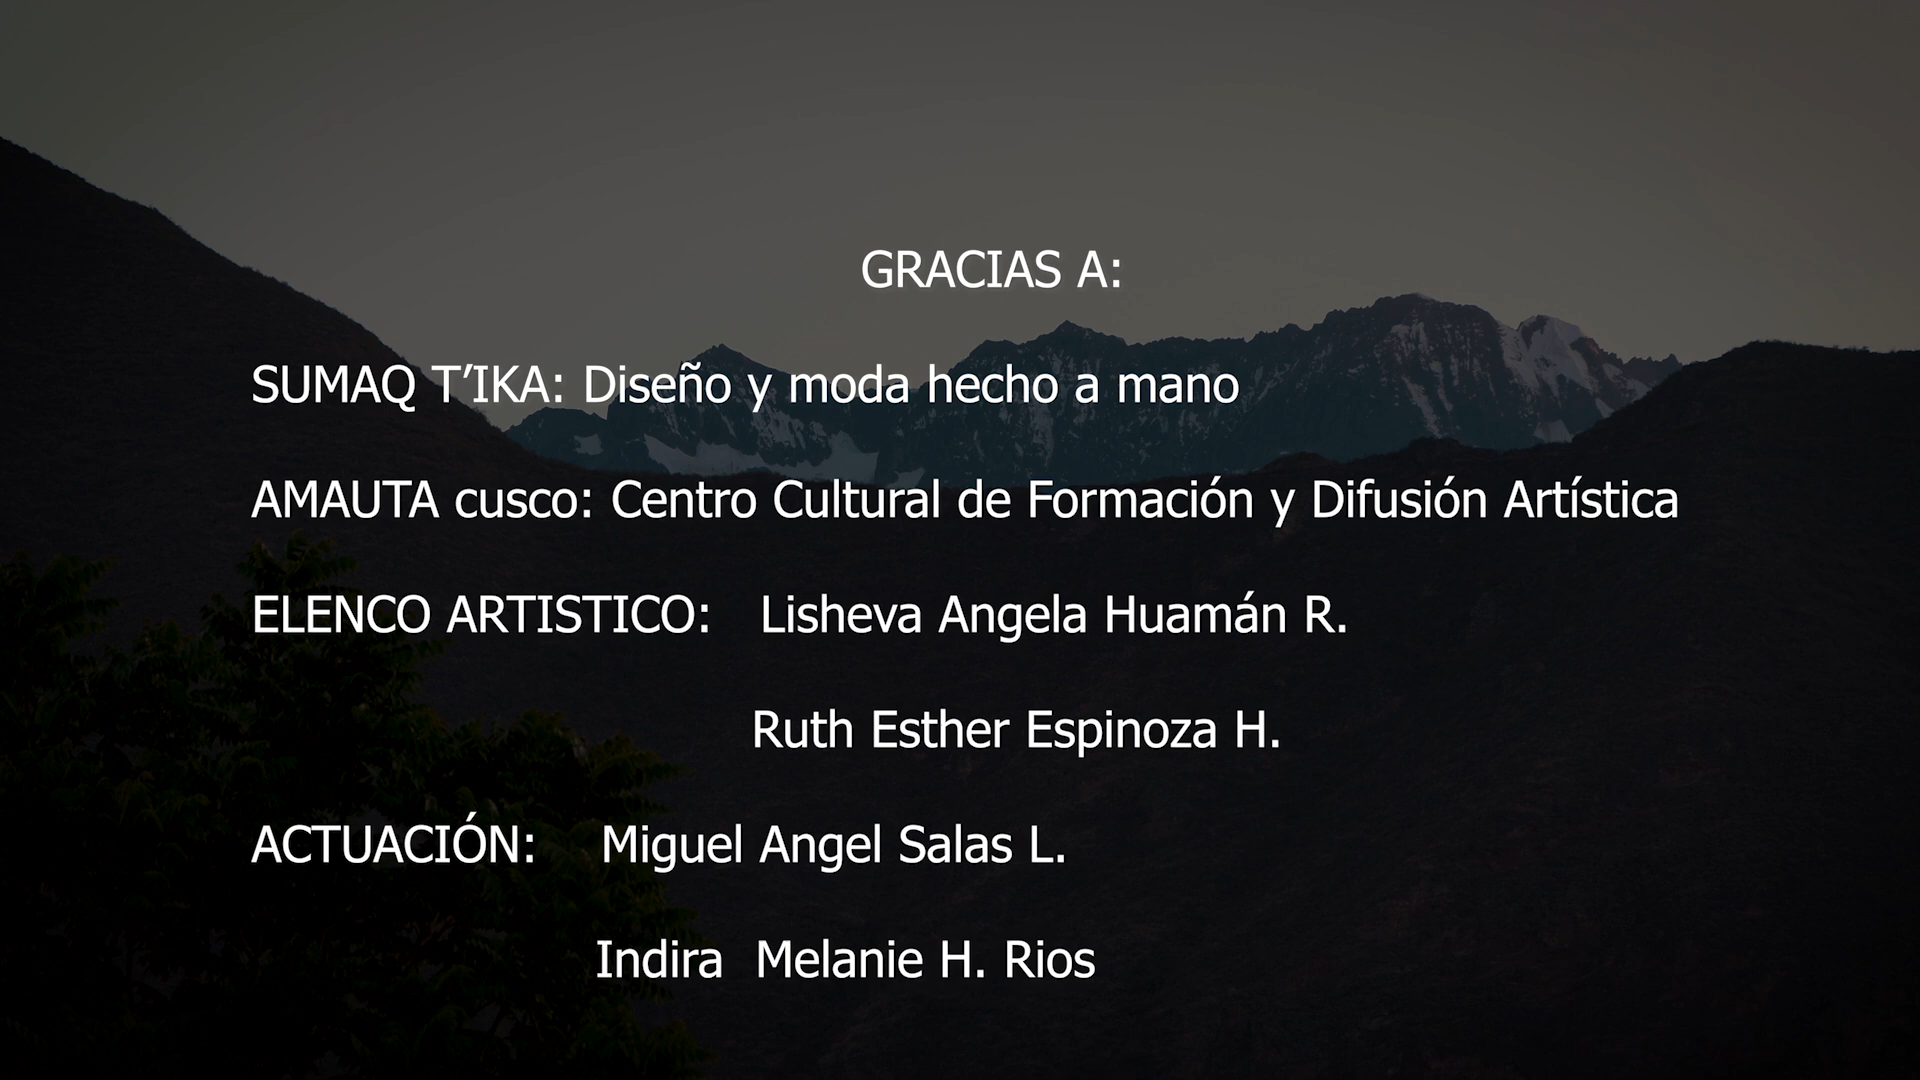 GRACIAS A:
SUMAQ T’IKA: Diseño y moda hecho a mano
AMAUTA cusco: Centro Cultural de Formación y Difusión Artística
ELENCO ARTISTICO: Lisheva Angela Huamán R.
Ruth Esther Espinoza H.
ACTUACIÓN: Miguel Angel Salas L.
Indira Melanie H. Rios